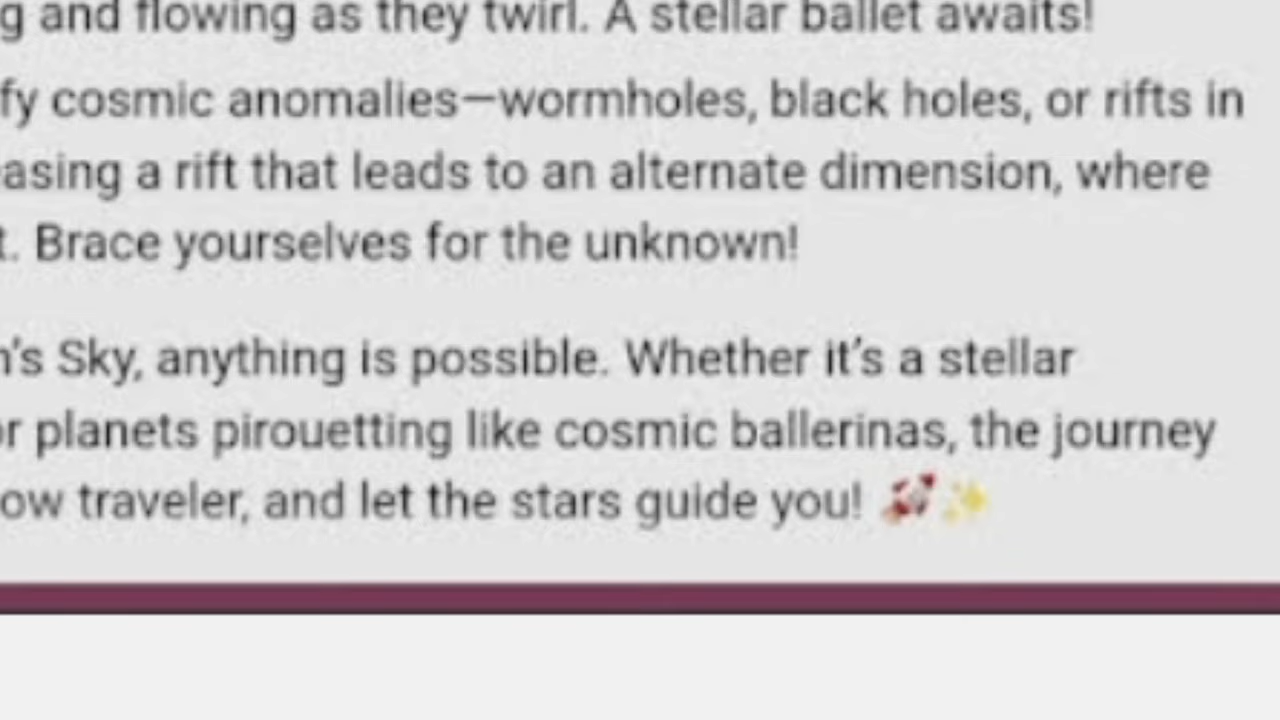 g and flowing as they twirl. A stellar ballet awaits!
fy cosmic anomalies—wormholes, black holes, or rifts in
asing a rift that leads to an alternate dimension, where
t. Brace yourselves for the unknown!
n's Sky, anything is possible. Whether it's a stellar
or planets pirouetting like cosmic ballerinas, the journey
ow traveler, and let the stars guide you! 🚀✨